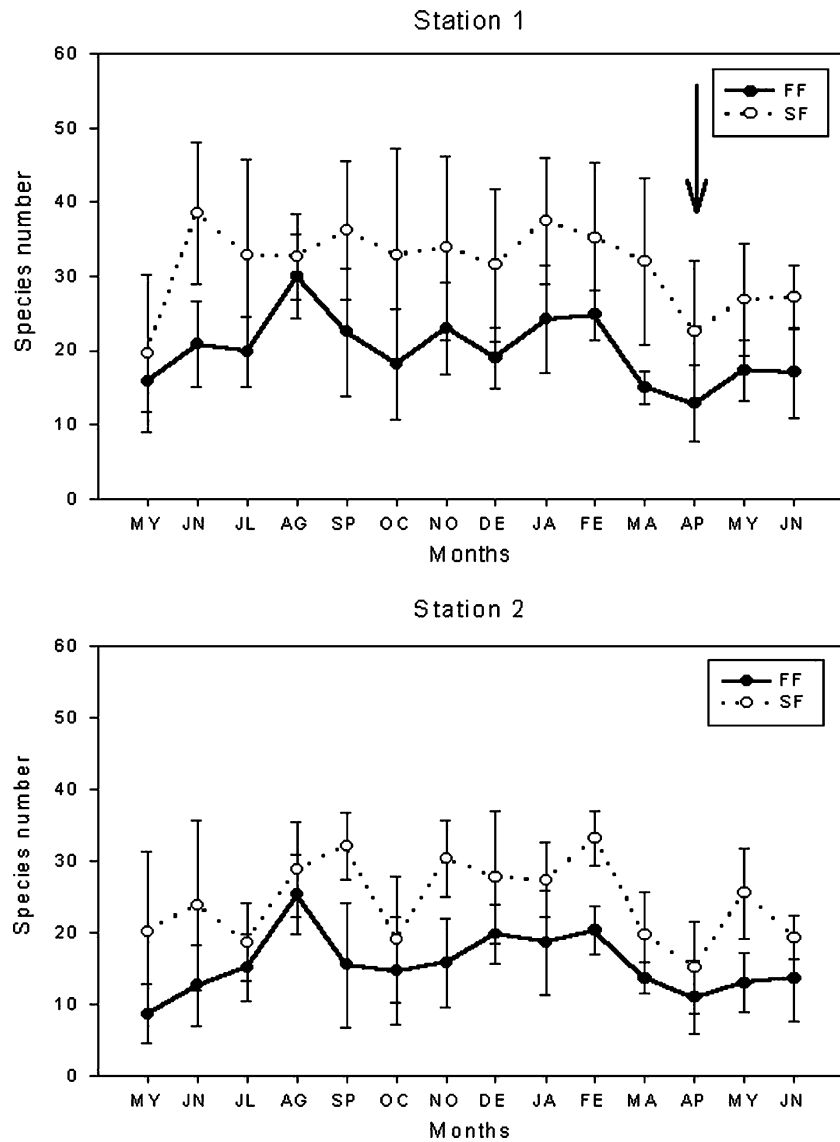 Station 1
60
50
40
30
20
10
0
Species number
FF
SF
MY JN JL AG SP OC NO DE JA FE MA AP MY JN
Months
Station 2
60
50
40
30
20
10
0
Species number
FF
SF
MY JN JL AG SP OC NO DE JA FE MA AP MY JN
Months